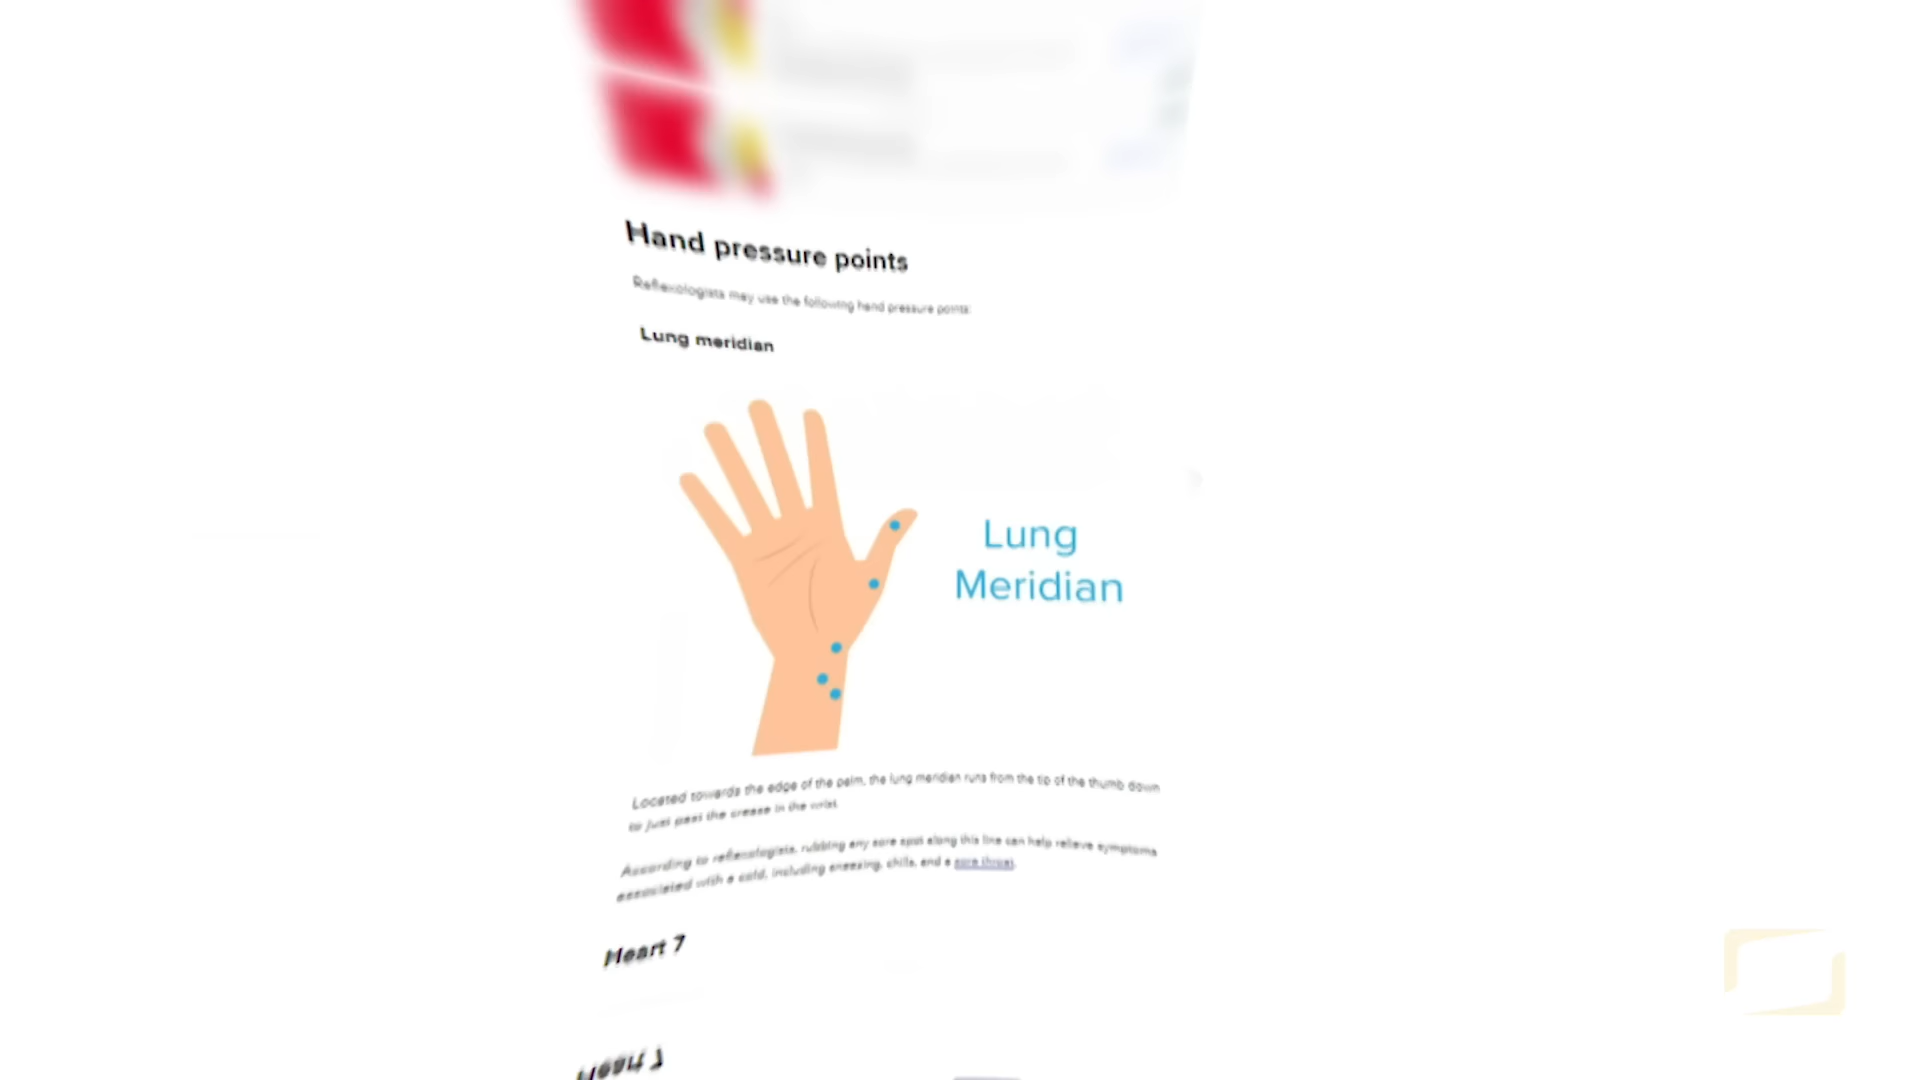 Hand pressure points
Reflexologists may use the following hand pressure points:
Lung meridian
Lung
Meridian
Located towards the edge of the palm, the lung meridian runs from the tip of the thumb down
to just past the crease in the wrist.
According to reflexologists, rubbing any sore spot along this line can help relieve symptoms
associated with a cold, including sneezing, chills, and a sore throat.
Heart 7